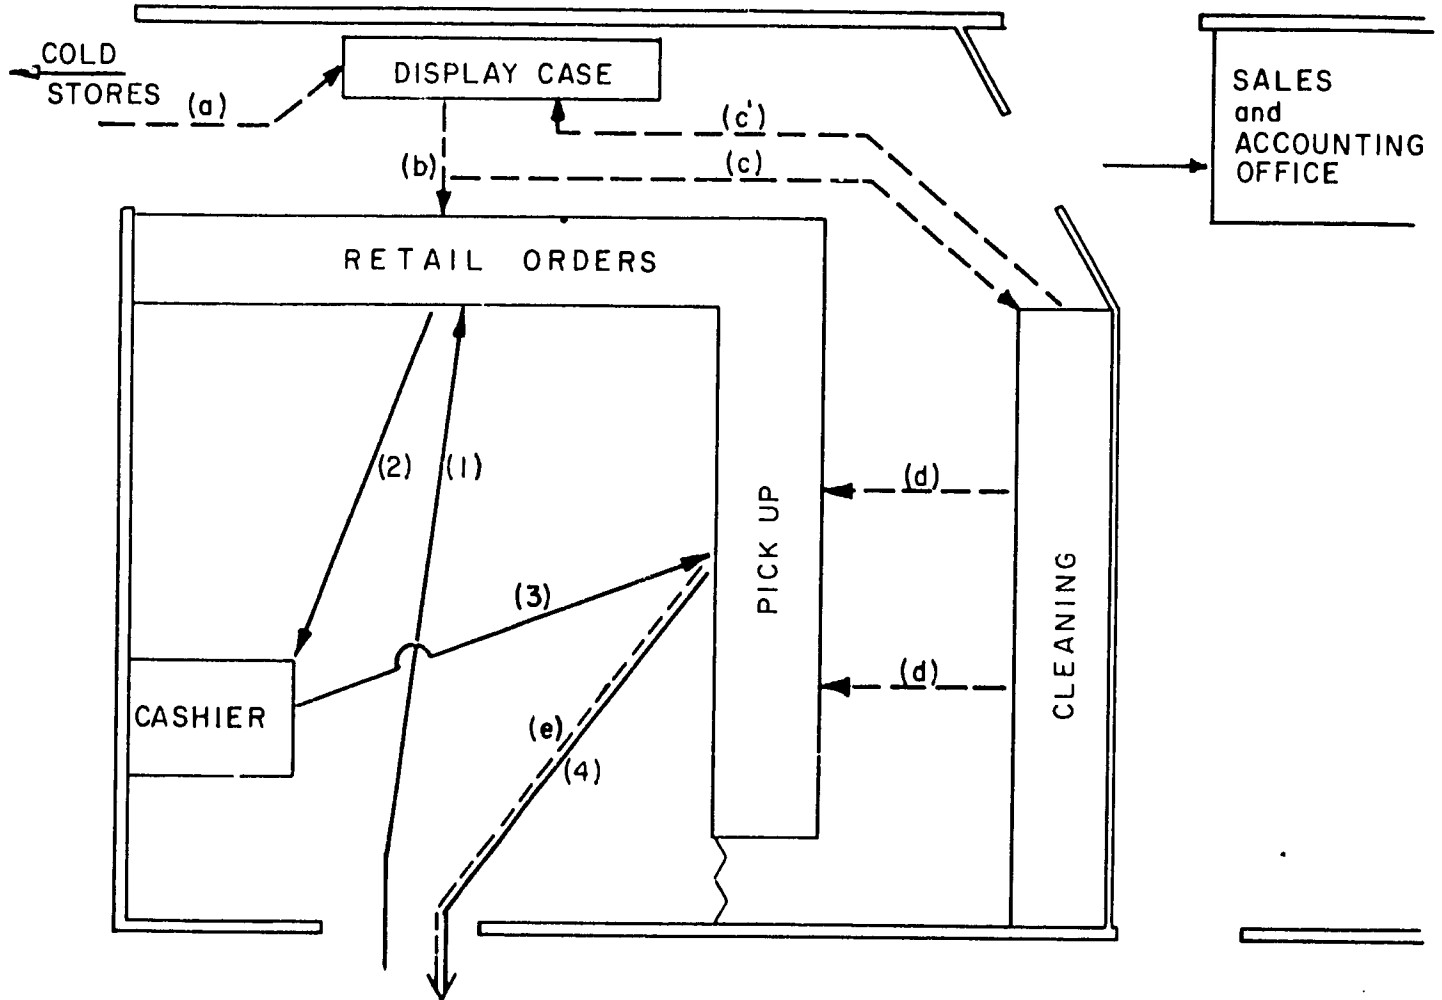 COLD
STORES
(a)
DISPLAY CASE
(c')
(b)
(c)
SALES
and
ACCOUNTING
OFFICE
RETAIL ORDERS
(2)
(1)
(d)
PICK UP
CLEANING
(3)
(d)
CASHIER
(e)
(4)